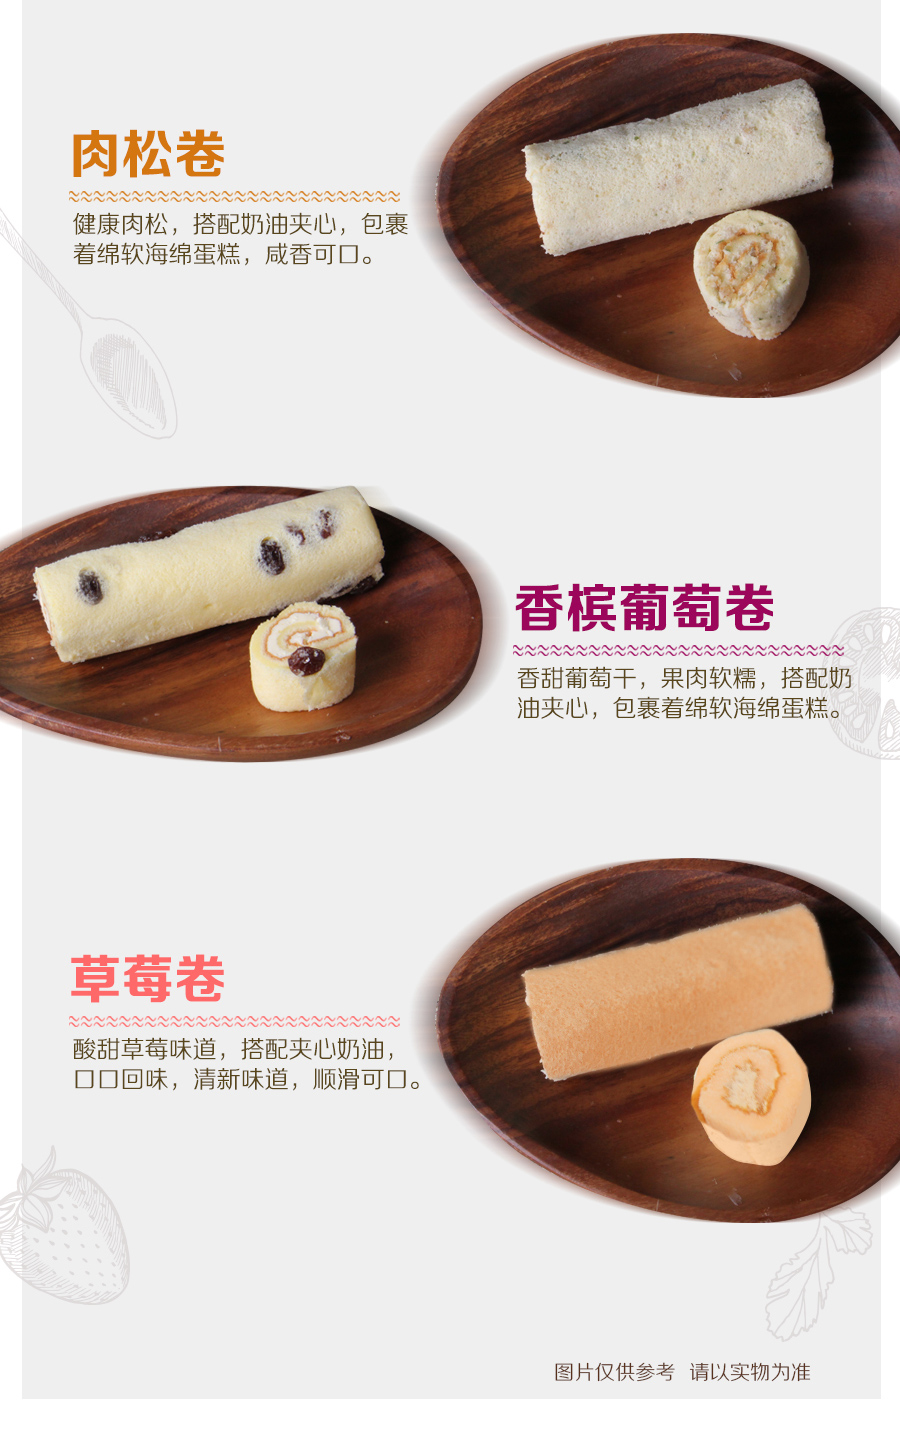 肉松卷
健康肉松，搭配奶油夹心，包裹
着绵软海绵蛋糕，咸香可口。
香槟葡萄卷
香甜葡萄干，果肉软糯，搭配奶
油夹心，包裹着绵软海绵蛋糕。
草莓卷
酸甜草莓味道，搭配夹心奶油，
口口回味，清新味道，顺滑可口。
图片仅供参考 请以实物为准